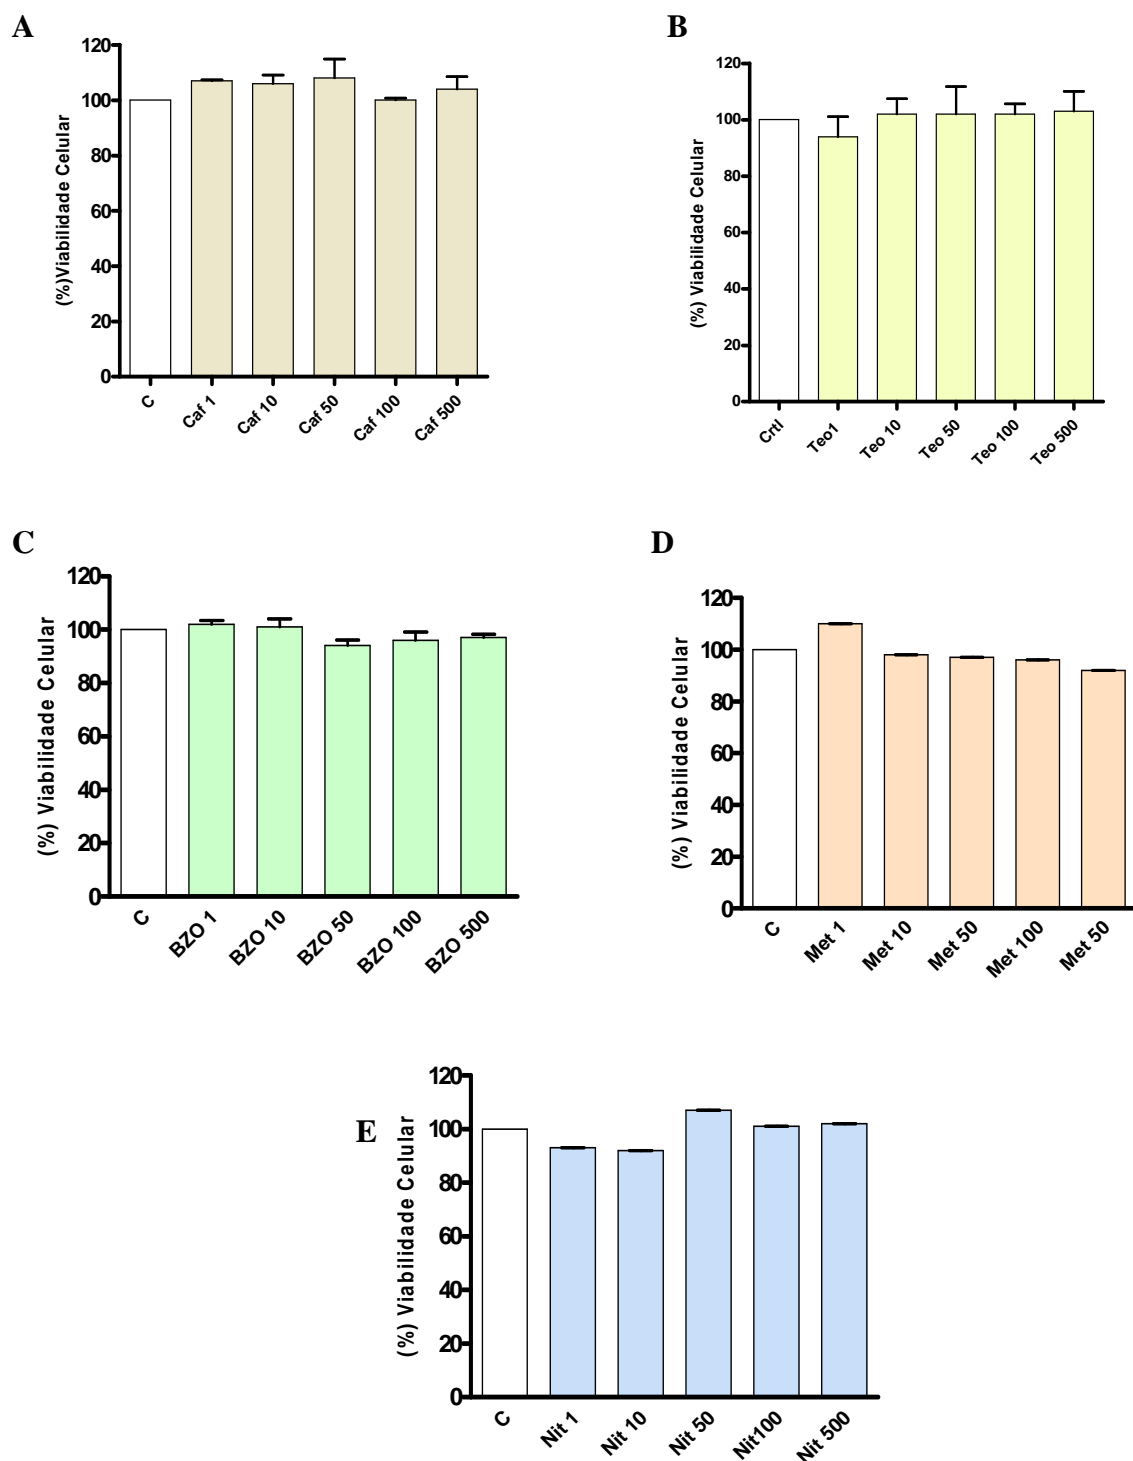 A
(%)Viabilidade Celular
120
100
80
60
40
20
0
C
Caf 1
Caf 10
Caf 50
Caf 100
Caf 500
B
(%) Viabilidade Celular
120
100
80
60
40
20
0
Crtl
Teo1
Teo 10
Teo 50
Teo 100
Teo 500
C
(%) Viabilidade Celular
120
100
80
60
40
20
0
C
BZO 1
BZO 10
BZO 50
BZO 100
BZO 500
D
(%) Viabilidade Celular
120
100
80
60
40
20
0
C
Met 1
Met 10
Met 50
Met 100
Met 50
E
(%) Viabilidade Celular
120
100
80
60
40
20
0
C
Nit 1
Nit 10
Nit 50
Nit100
Nit 500